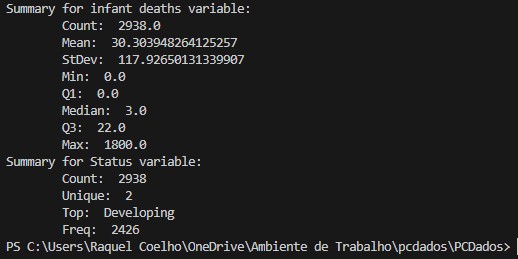 Summary for infant deaths variable:
Count:  2938.0
Mean:  30.303948264125257
StDev:  117.92650131339907
Min:  0.0
Q1:  0.0
Median:  3.0
Q3:  22.0
Max:  1800.0
Summary for Status variable:
Count:  2938
Unique:  2
Top:  Developing
Freq:  2426
PS C:\Users\Raquel Coelho\OneDrive\Ambiente de Trabalho\pcdados\PCDados>